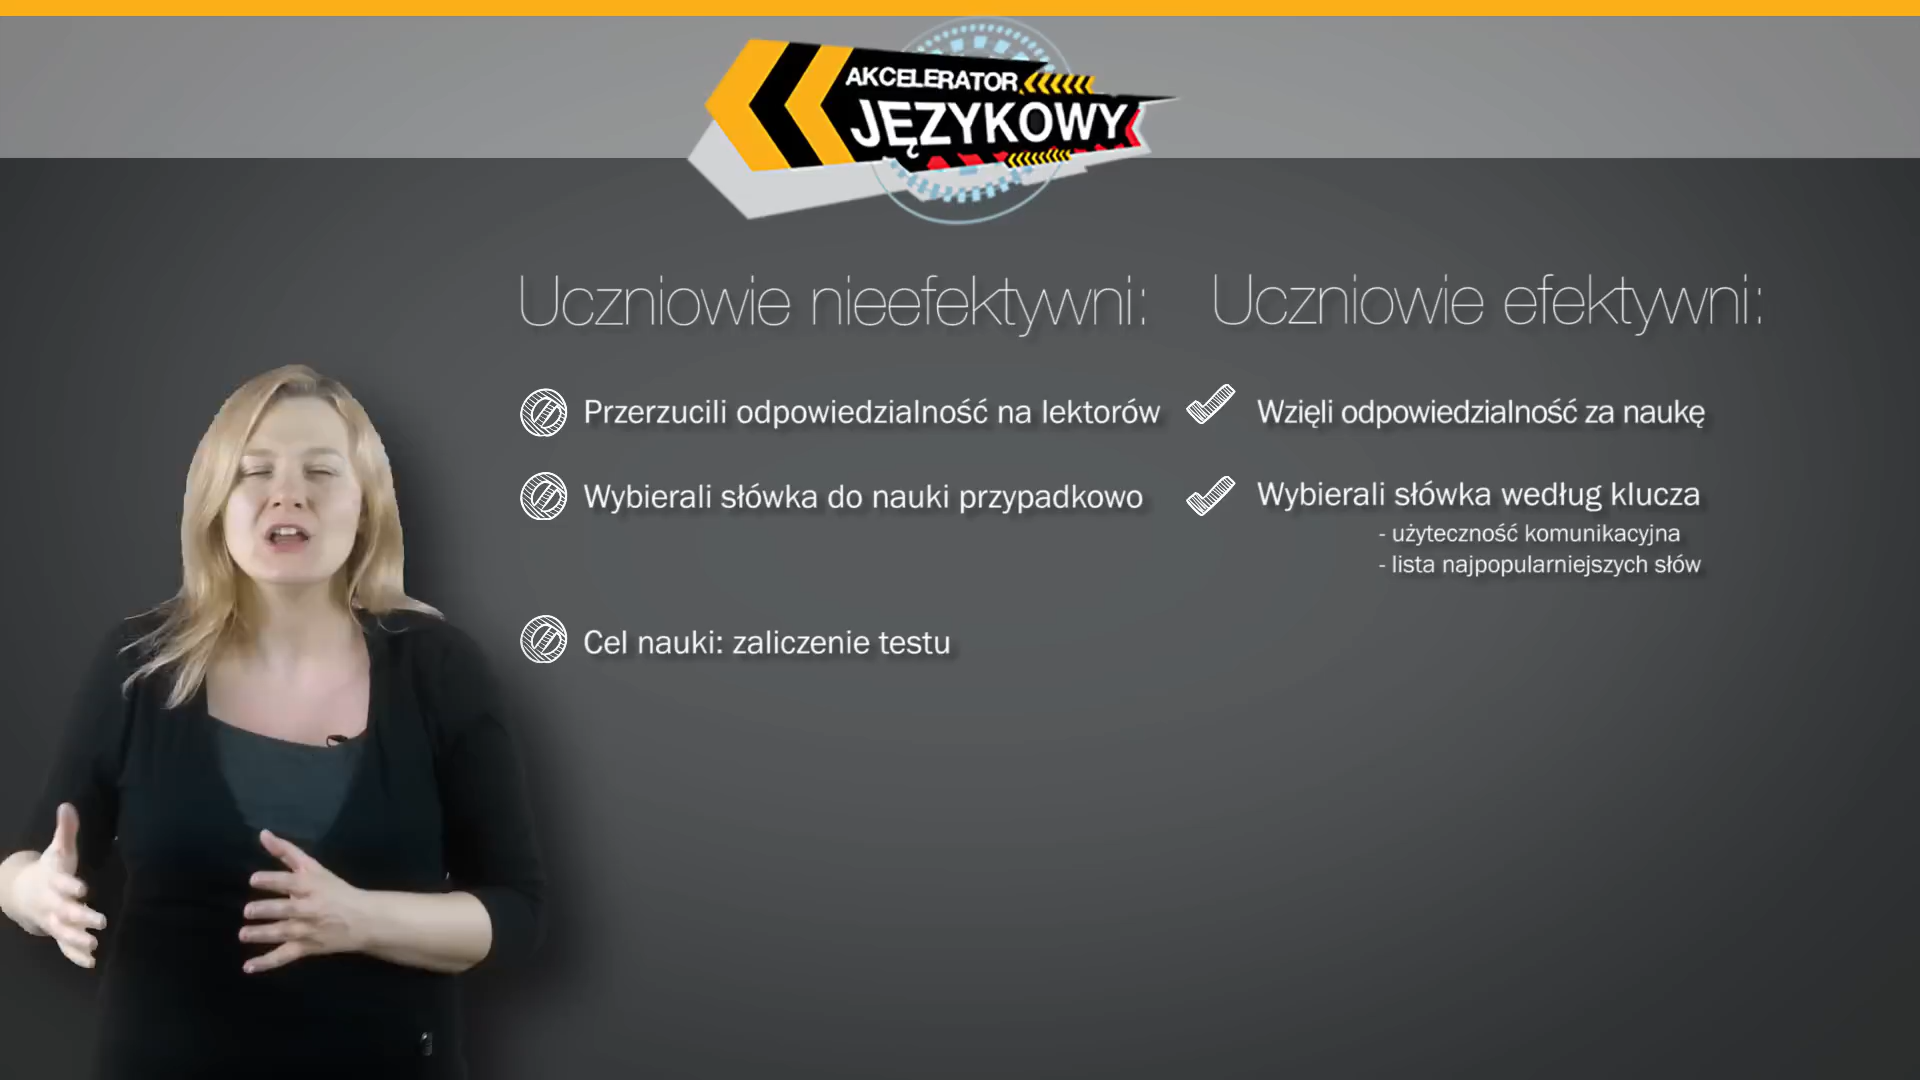 AKCELERATOR
JĘZYKOWY
Uczniowie nieefektywni:
Przerzucili odpowiedzialność na lektorów
Wybierali słówka do nauki przypadkowo
Cel nauki: zaliczenie testu
Uczniowie efektywni:
Wzięli odpowiedzialność za naukę
Wybierali słówka według klucza
- użyteczność komunikacyjna
- lista najpopularniejszych słów